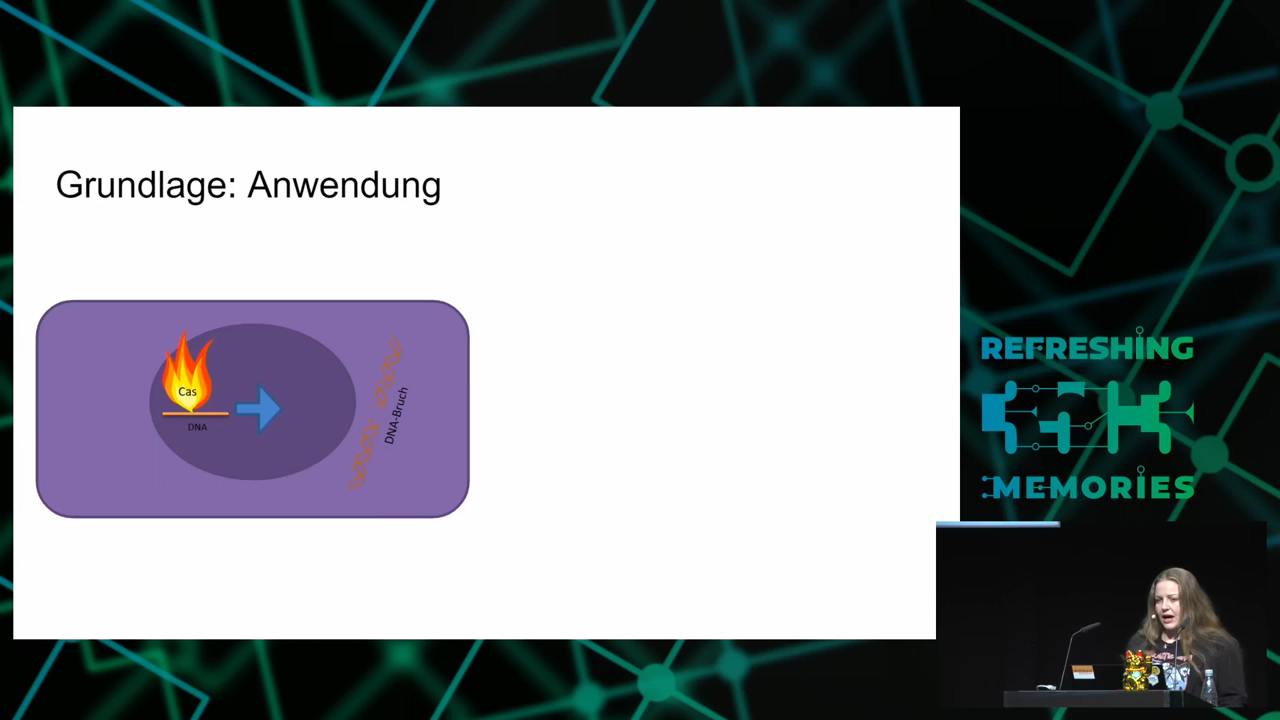 Grundlage: Anwendung
Cas
DNA
DNA-Bruch
REFRESHING
MEMORIES